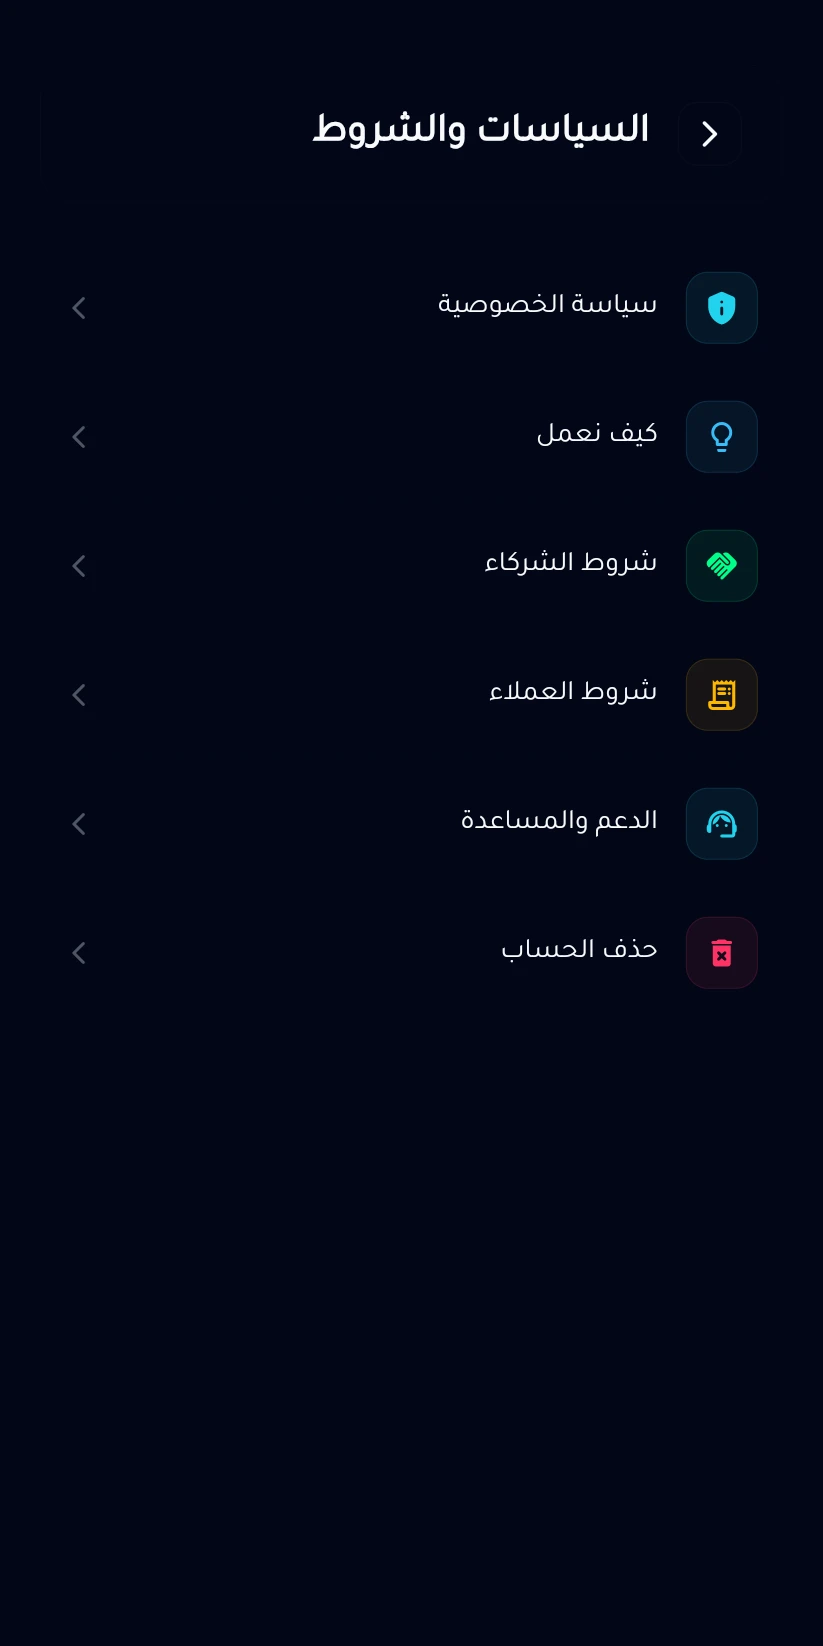 السياسات والشروط
سياسة الخصوصية
كيف نعمل
شروط الشركاء
شروط العملاء
الدعم والمساعدة
حذف الحساب